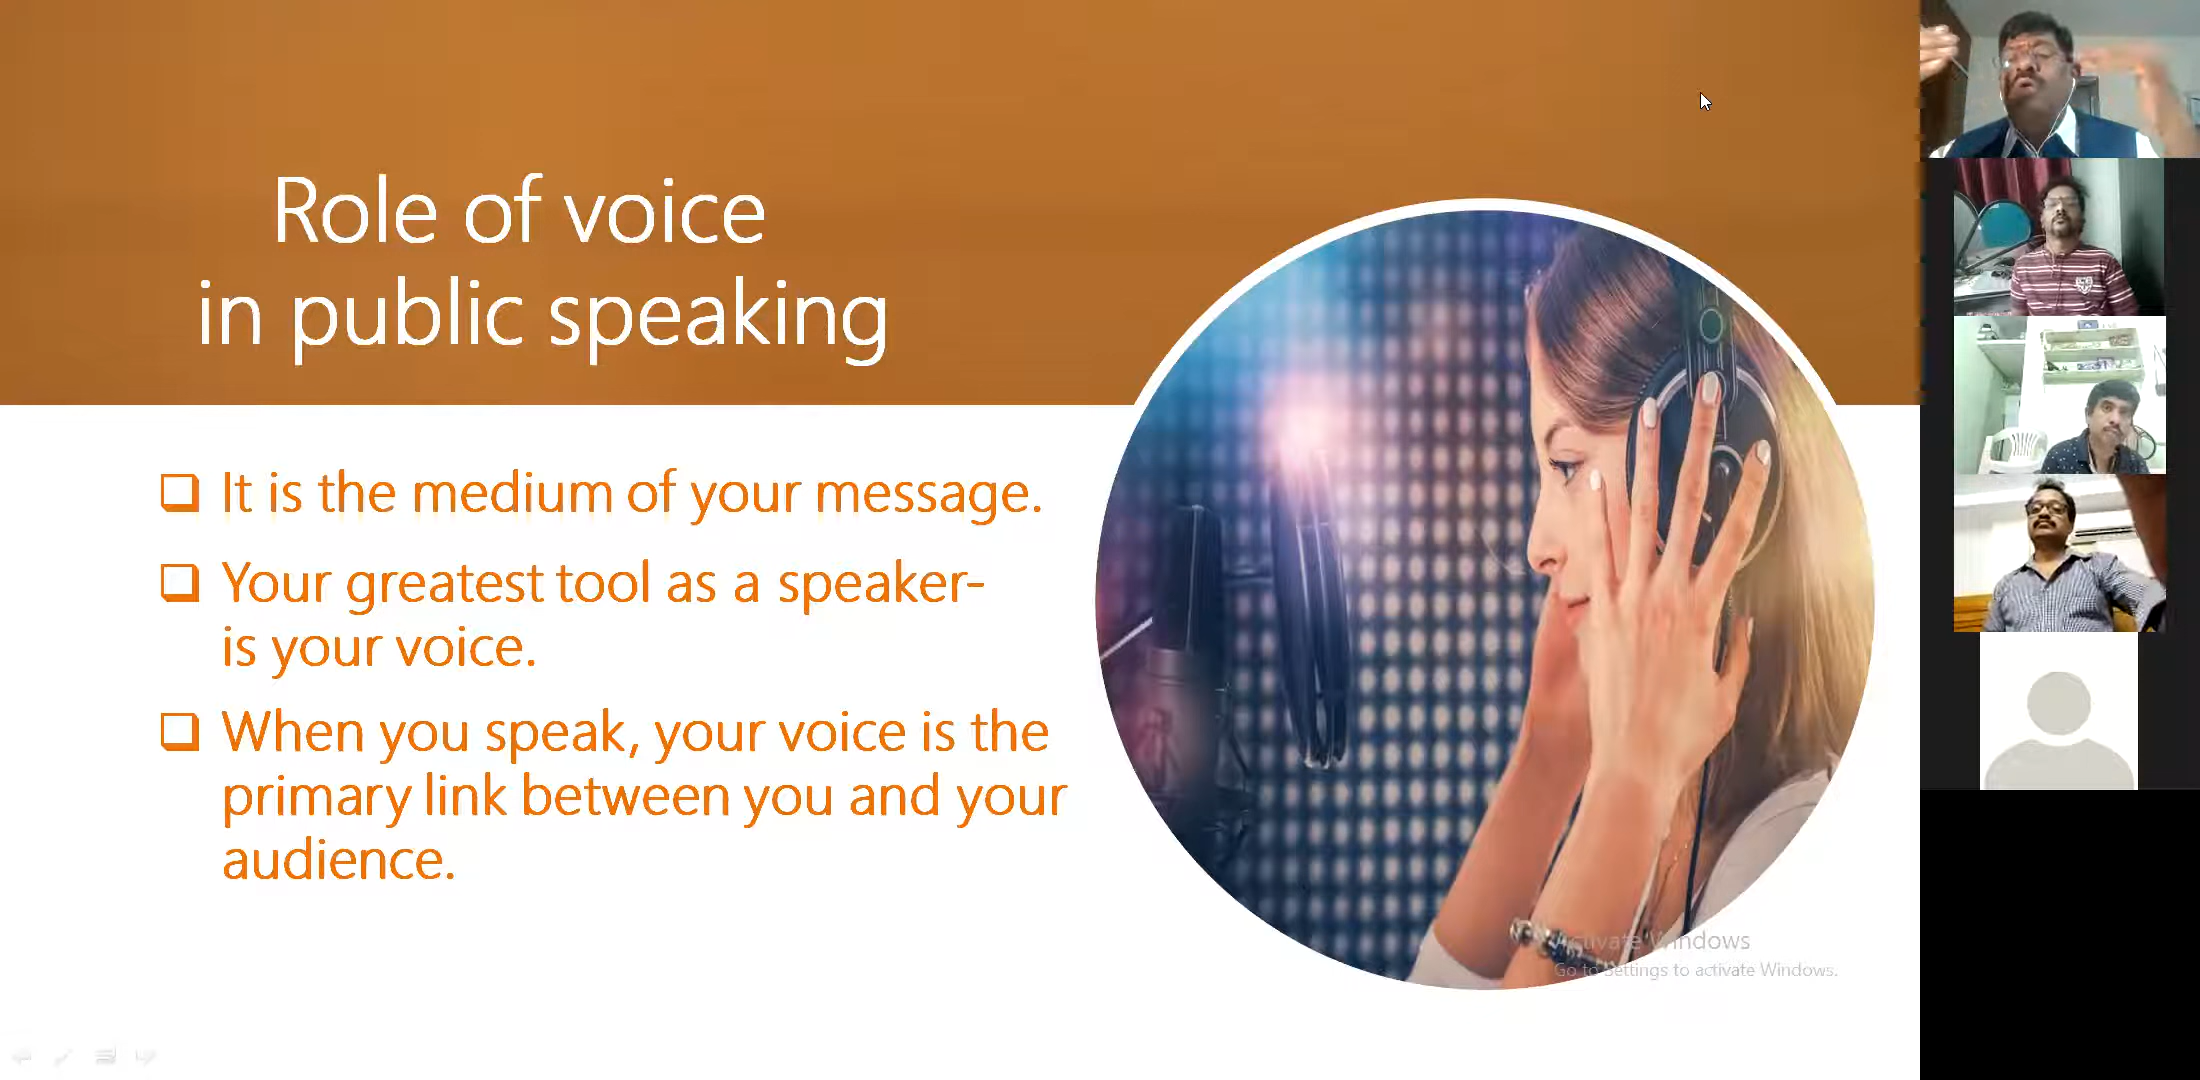 Role of voice
in public speaking
It is the medium of your message.
Your greatest tool as a speaker-
is your voice.
When you speak, your voice is the
primary link between you and your
audience.
Activate Windows
Go to Settings to activate Windows.